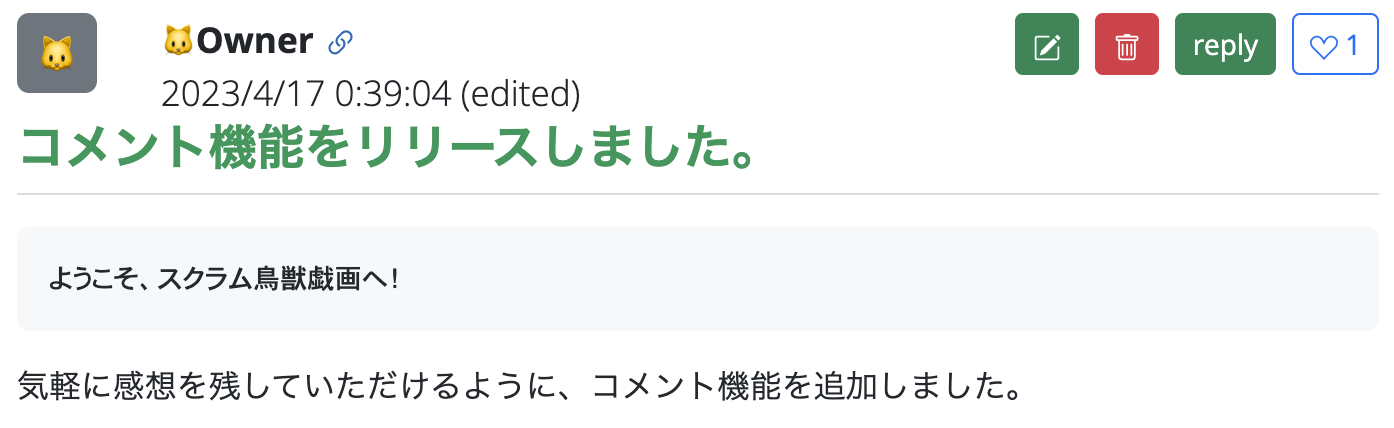 🐱Owner 🔗
2023/4/17 0:39:04 (edited)
reply
1
コメント機能をリリースしました。
ようこそ、スクラム鳥獣戯画へ!
気軽に感想を残していただけるように、コメント機能を追加しました。